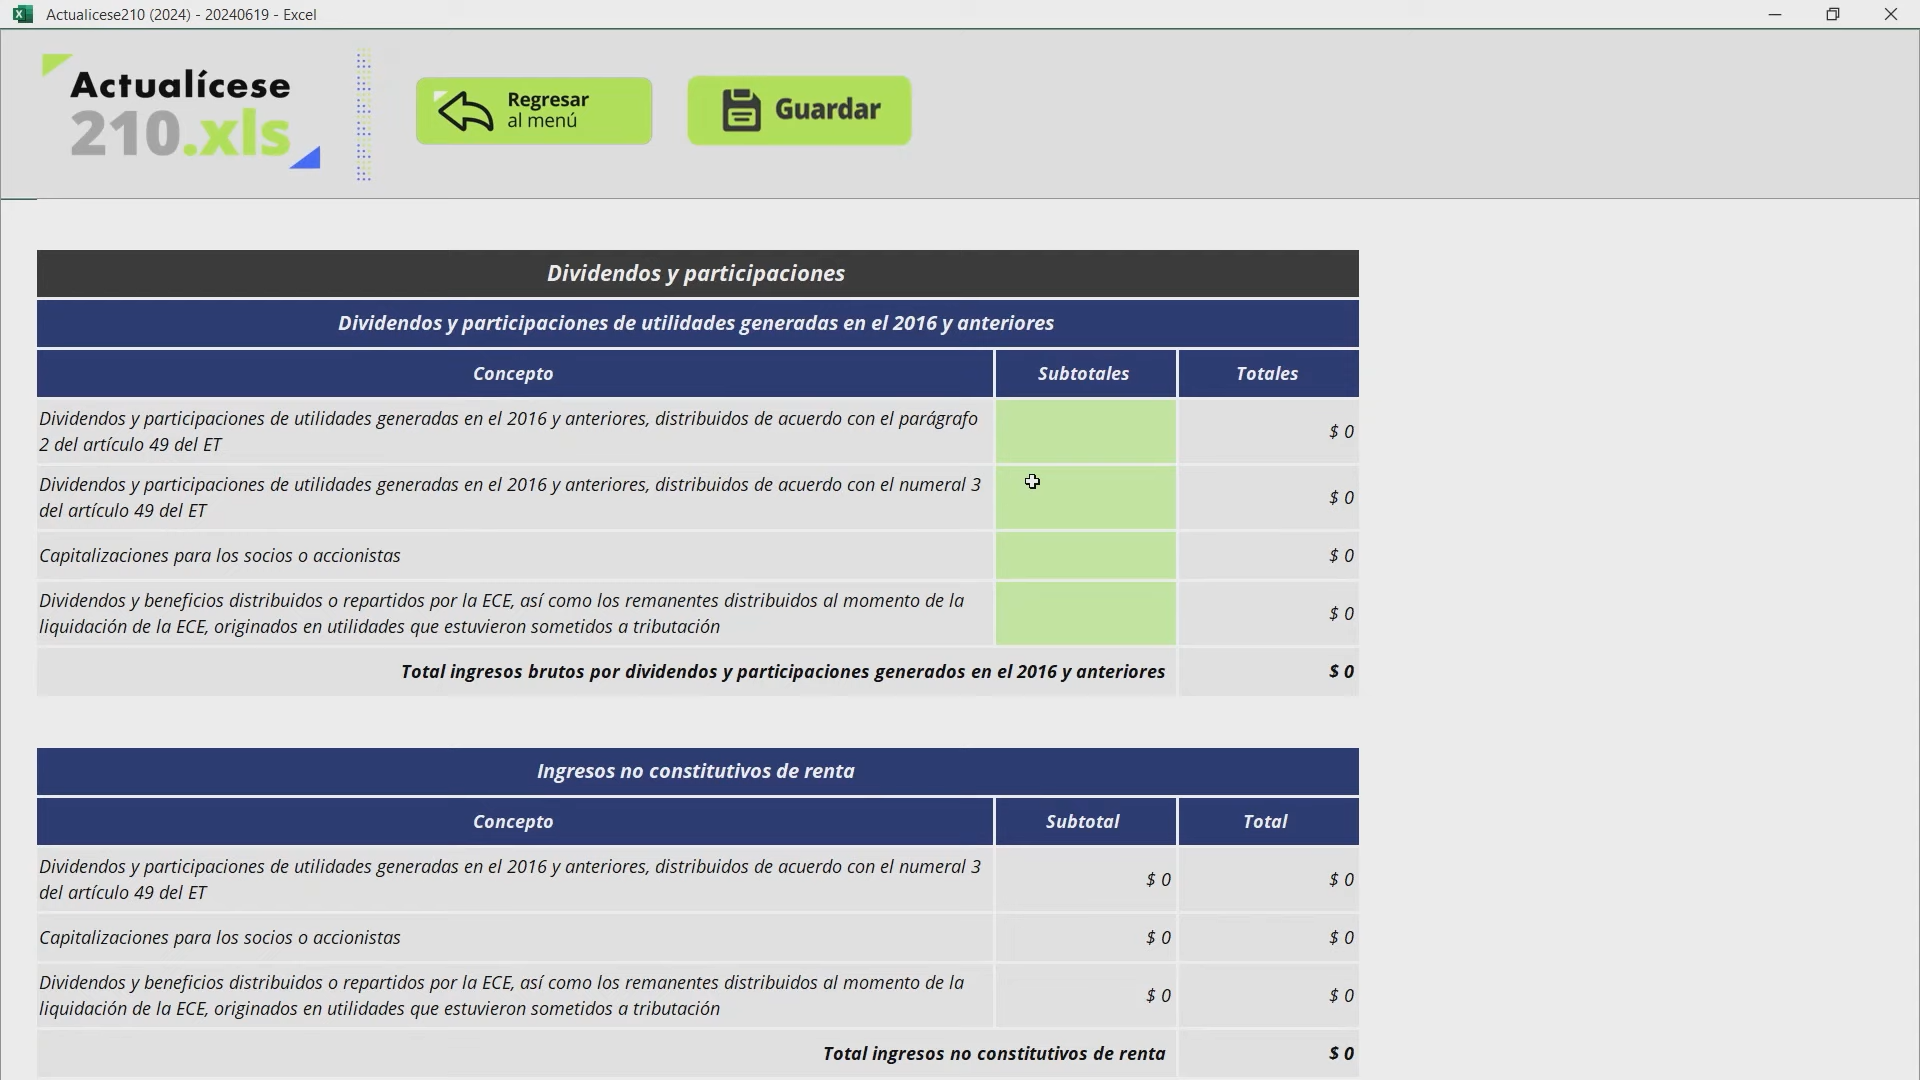 Actualicese210 (2024) - 20240619 - Excel
Actualícese
210.xls
Regresar
al menú
Guardar
Dividendos y participaciones
Dividendos y participaciones de utilidades generadas en el 2016 y anteriores
Concepto Subtotales Totales
Dividendos y participaciones de utilidades generadas en el 2016 y anteriores, distribuidos de acuerdo con el parágrafo
2 del artículo 49 del ET
$ 0
Dividendos y participaciones de utilidades generadas en el 2016 y anteriores, distribuidos de acuerdo con el numeral 3
del artículo 49 del ET
$ 0
Capitalizaciones para los socios o accionistas $ 0
Dividendos y beneficios distribuidos o repartidos por la ECE, así como los remanentes distribuidos al momento de la
liquidación de la ECE, originados en utilidades que estuvieron sometidos a tributación
$ 0
Total ingresos brutos por dividendos y participaciones generados en el 2016 y anteriores $ 0
Ingresos no constitutivos de renta
Concepto Subtotal Total
Dividendos y participaciones de utilidades generadas en el 2016 y anteriores, distribuidos de acuerdo con el numeral 3
del artículo 49 del ET
$ 0 $ 0
Capitalizaciones para los socios o accionistas $ 0 $ 0
Dividendos y beneficios distribuidos o repartidos por la ECE, así como los remanentes distribuidos al momento de la
liquidación de la ECE, originados en utilidades que estuvieron sometidos a tributación
$ 0 $ 0
Total ingresos no constitutivos de renta $ 0